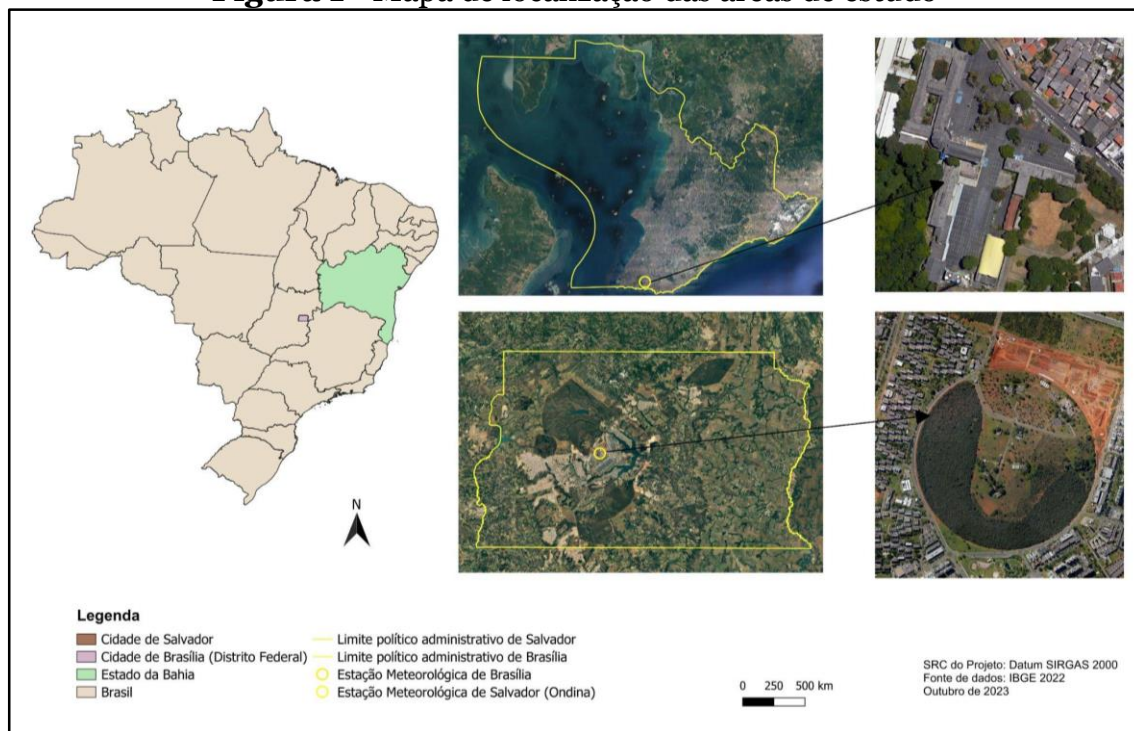 Figura 1 - Mapa de localização das áreas de estudo
N
Legenda
Cidade de Salvador
Cidade de Brasília (Distrito Federal)
Estado da Bahia
Brasil
Limite político administrativo de Salvador
Limite político administrativo de Brasília
Estação Meteorológica de Brasília
Estação Meteorológica de Salvador (Ondina)
0 250 500 km
SRC do Projeto: Datum SIRGAS 2000
Fonte de dados: IBGE 2022
Outubro de 2023